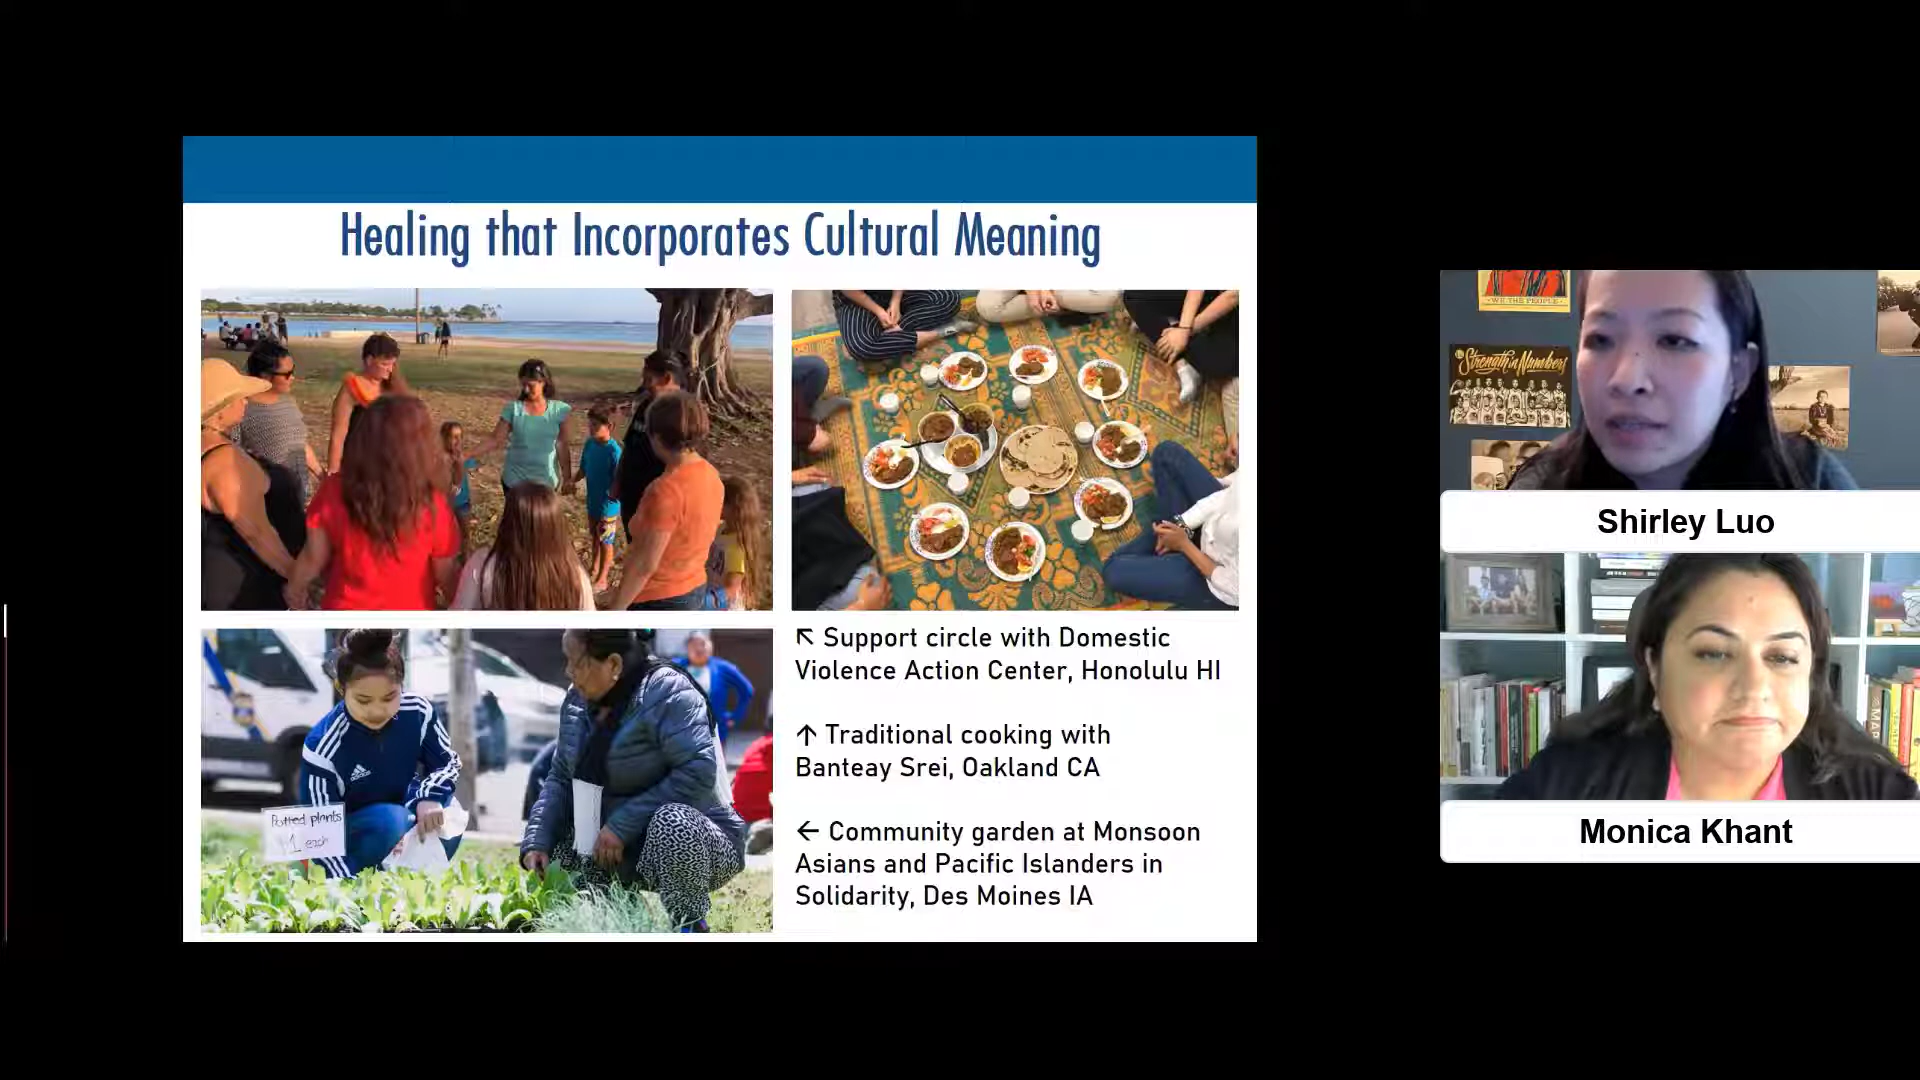 Healing that Incorporates Cultural Meaning
↖ Support circle with Domestic
Violence Action Center, Honolulu HI
↑ Traditional cooking with
Banteay Srei, Oakland CA
← Community garden at Monsoon
Asians and Pacific Islanders in
Solidarity, Des Moines IA
Potted plants
$1 each
WE THE PEOPLE
Strength in Numbers
Shirley Luo
MAR
Monica Khant